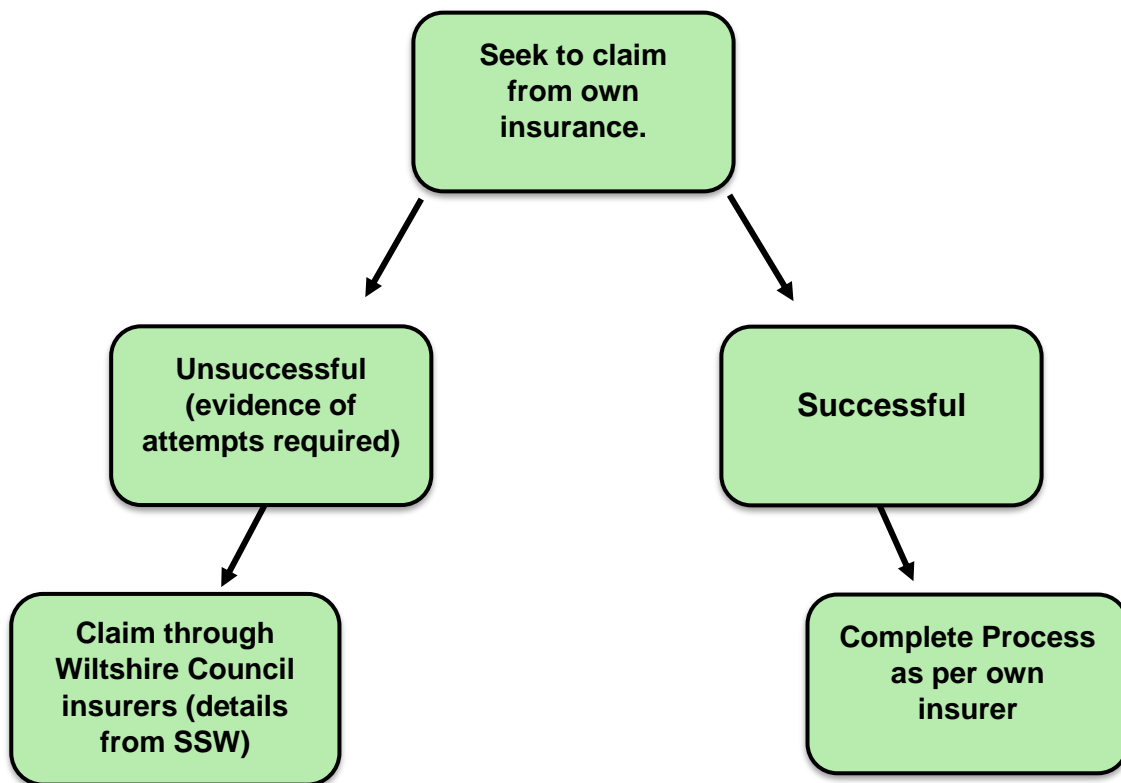 Seek to claim
from own
insurance.
Unsuccessful
(evidence of
attempts required)
Successful
Claim through
Wiltshire Council
insurers (details
from SSW)
Complete Process
as per own
insurer